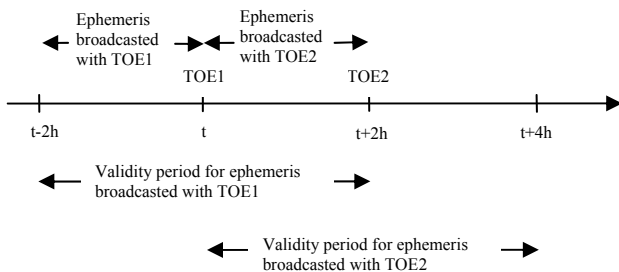 Ephemeris
broadcasted
with TOE1
Ephemeris
broadcasted
with TOE2
TOE1
TOE2
t-2h
t
t+2h
t+4h
Validity period for ephemeris
broadcasted with TOE1
Validity period for ephemeris
broadcasted with TOE2